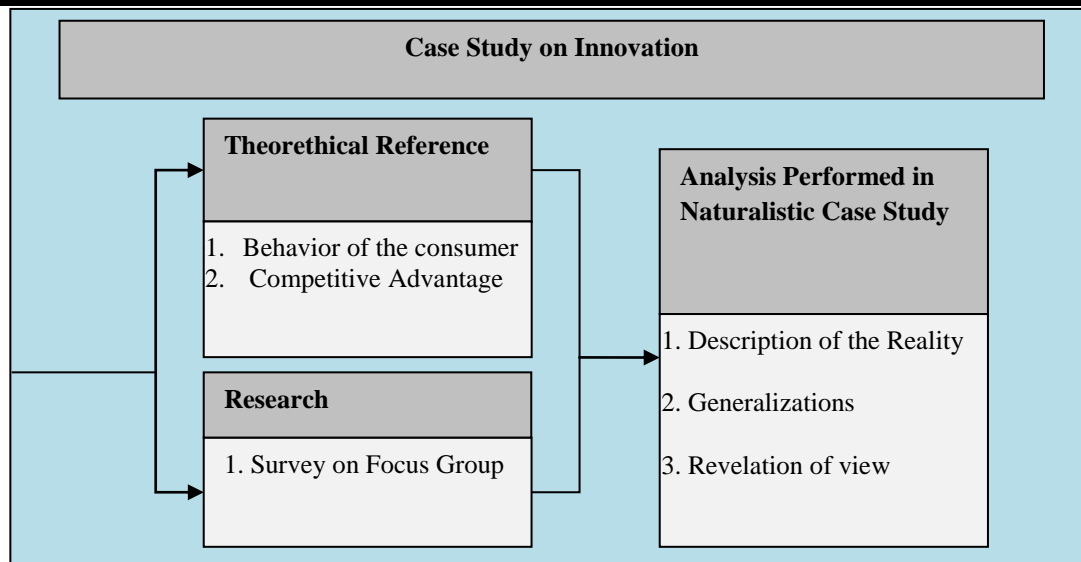 Case Study on Innovation
Theorethical Reference
1. Behavior of the consumer
2. Competitive Advantage
Research
1. Survey on Focus Group
Analysis Performed in
Naturalistic Case Study
1. Description of the Reality
2. Generalizations
3. Revelation of view